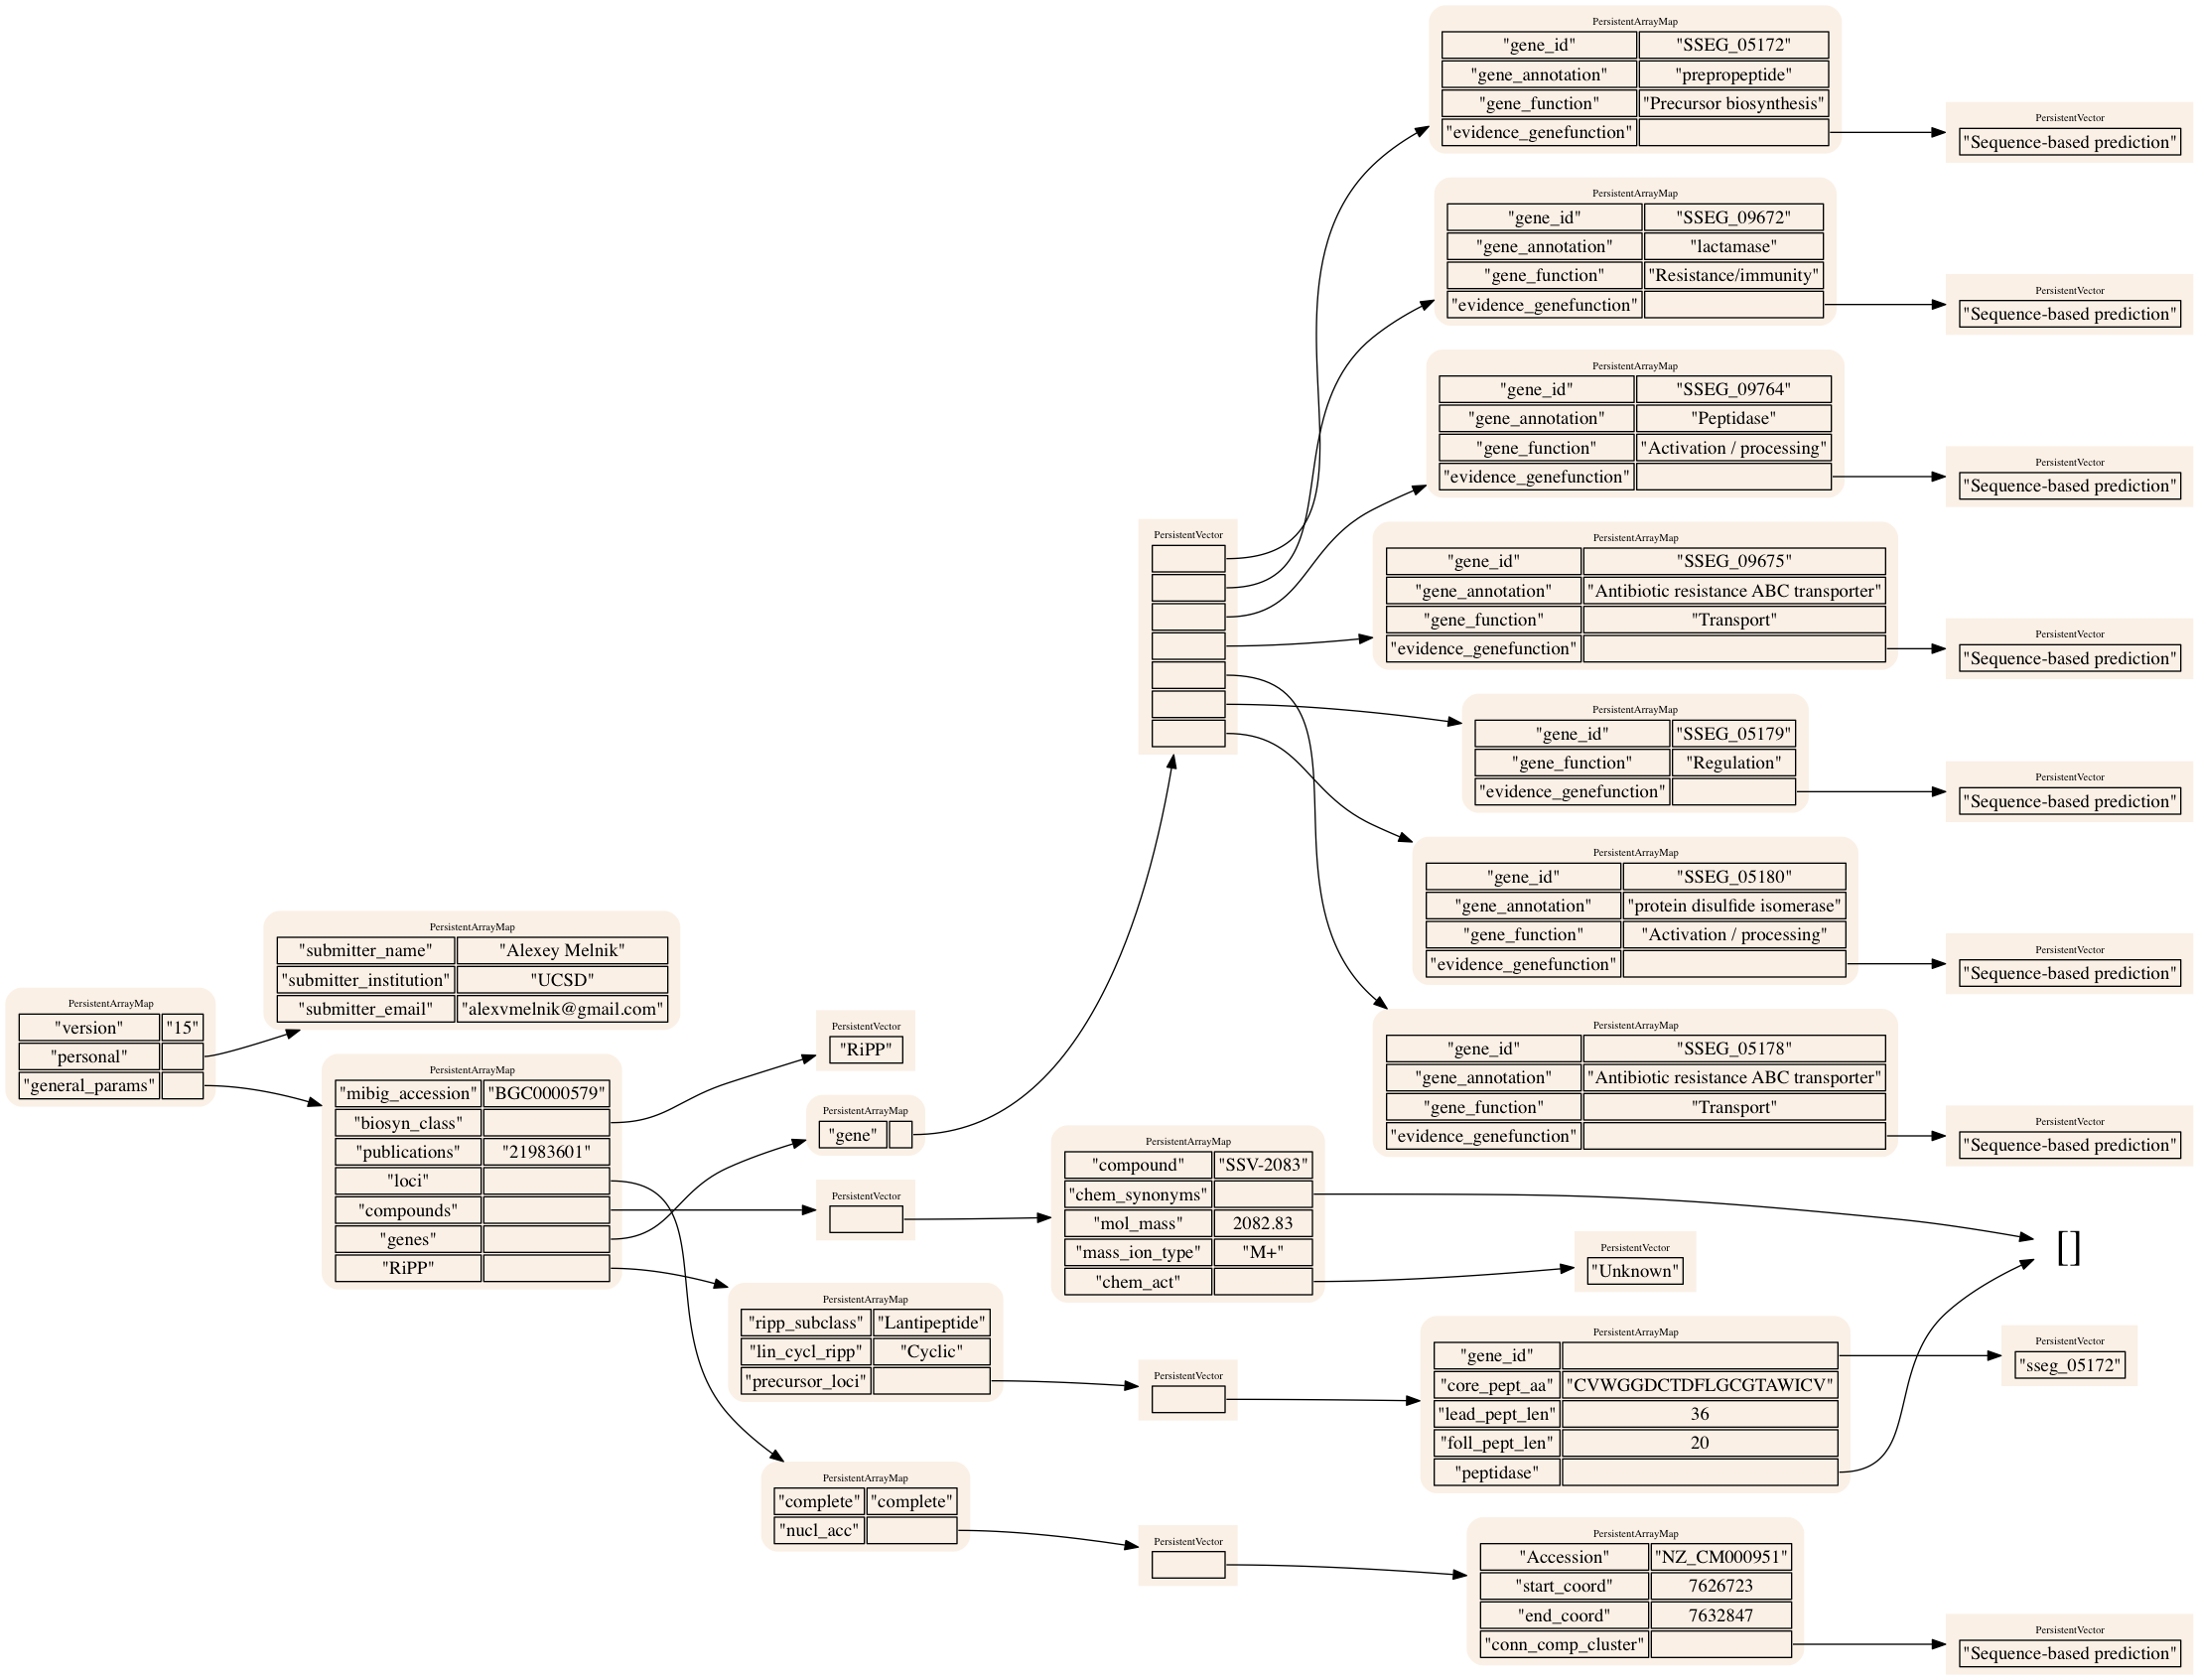 PersistentArrayMap
"version" "15"
"personal"
"general_params"
PersistentArrayMap
"submitter_name" "Alexey Melnik"
"submitter_institution" "UCSD"
"submitter_email" "alexvmelnik@gmail.com"
PersistentArrayMap
"mibig_accession" "BGC0000579"
"biosyn_class"
"publications" "21983601"
"loci"
"compounds"
"genes"
"RiPP"
PersistentVector
"RiPP"
PersistentArrayMap
"gene"
PersistentVector
PersistentArrayMap
"ripp_subclass" "Lantipeptide"
"lin_cycl_ripp" "Cyclic"
"precursor_loci"
PersistentArrayMap
"complete" "complete"
"nucl_acc"
PersistentVector
PersistentArrayMap
"compound" "SSV-2083"
"chem_synonyms"
"mol_mass" 2082.83
"mass_ion_type" "M+"
"chem_act"
PersistentVector
PersistentVector
PersistentArrayMap
"gene_id" "SSEG_05172"
"gene_annotation" "prepropeptide"
"gene_function" "Precursor biosynthesis"
"evidence_genefunction"
PersistentVector
"Sequence-based prediction"
PersistentArrayMap
"gene_id" "SSEG_09672"
"gene_annotation" "lactamase"
"gene_function" "Resistance/immunity"
"evidence_genefunction"
PersistentVector
"Sequence-based prediction"
PersistentArrayMap
"gene_id" "SSEG_09764"
"gene_annotation" "Peptidase"
"gene_function" "Activation / processing"
"evidence_genefunction"
PersistentVector
"Sequence-based prediction"
PersistentArrayMap
"gene_id" "SSEG_09675"
"gene_annotation" "Antibiotic resistance ABC transporter"
"gene_function" "Transport"
"evidence_genefunction"
PersistentVector
"Sequence-based prediction"
PersistentArrayMap
"gene_id" "SSEG_05179"
"gene_function" "Regulation"
"evidence_genefunction"
PersistentVector
"Sequence-based prediction"
PersistentArrayMap
"gene_id" "SSEG_05180"
"gene_annotation" "protein disulfide isomerase"
"gene_function" "Activation / processing"
"evidence_genefunction"
PersistentVector
"Sequence-based prediction"
PersistentArrayMap
"gene_id" "SSEG_05178"
"gene_annotation" "Antibiotic resistance ABC transporter"
"gene_function" "Transport"
"evidence_genefunction"
PersistentVector
"Sequence-based prediction"
[]
PersistentVector
"Unknown"
PersistentArrayMap
"gene_id"
"core_pept_aa" "CVWGGDCTDFLGCGTAWICV"
"lead_pept_len" 36
"foll_pept_len" 20
"peptidase"
PersistentVector
"sseg_05172"
PersistentArrayMap
"Accession" "NZ_CM000951"
"start_coord" 7626723
"end_coord" 7632847
"conn_comp_cluster"
PersistentVector
"Sequence-based prediction"